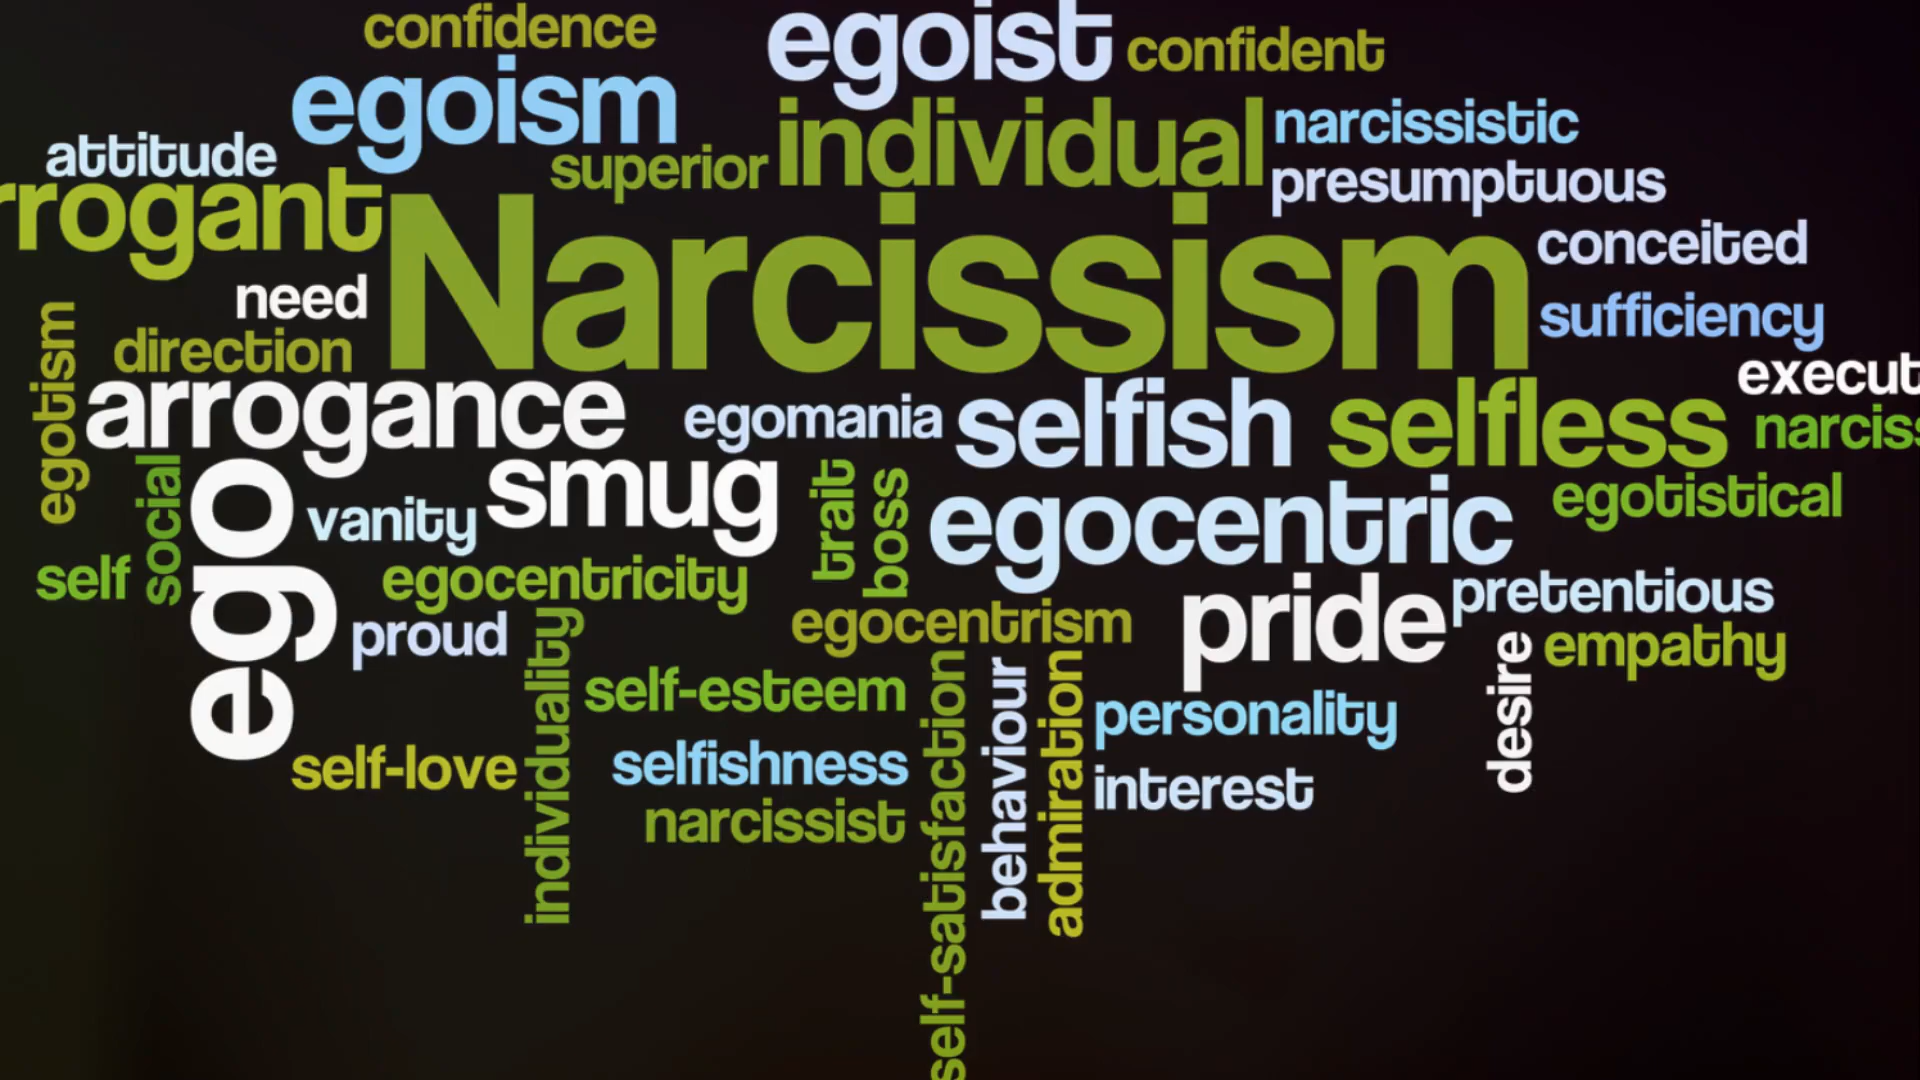 confidence
egoist
confident
egoism
individual
narcissistic
attitude
superior
presumptuous
rrogant
Narcissism
conceited
need
sufficiency
egotism
direction
execut
arrogance
egomania
selfish
selfless
narciss
social
ego
vanity
smug
trait
boss
egocentric
egotistical
self
egocentricity
pride
pretentious
proud
individuality
egocentrism
desire
empathy
self-esteem
self-satisfaction
behaviour
admiration
personality
self-love
selfishness
interest
narcissist